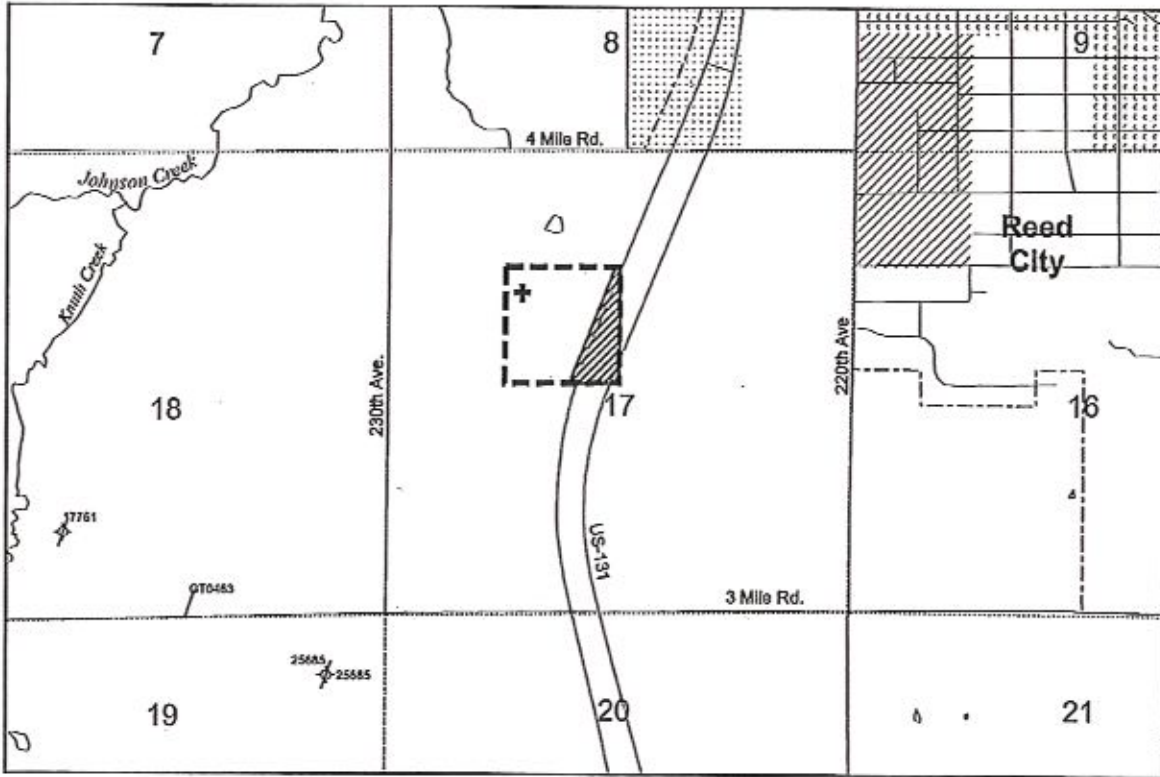 7
8
9
4 Mile Rd.
Johnson Creek
Knuth Creek
Reed
City
230th Ave.
220th Ave
18
17
16
17761
GT0453
US-131
3 Mile Rd.
25685
25685
19
20
21